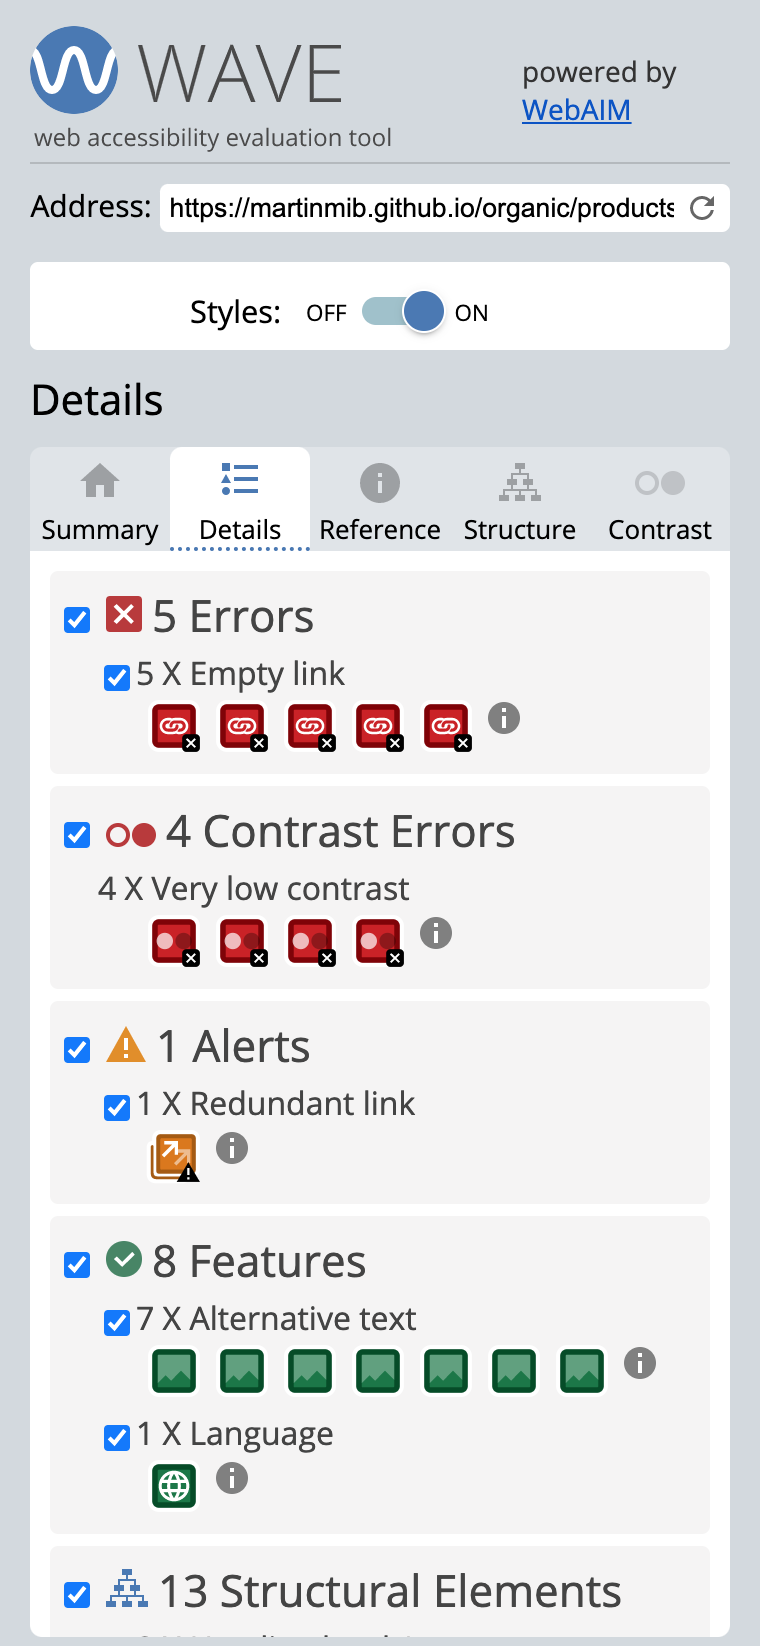 WAVE
web accessibility evaluation tool
powered by
WebAIM
Address: https://martinmib.github.io/organic/products
Styles: OFF ON
Details
Summary Details Reference Structure Contrast
5 Errors
5 X Empty link
4 Contrast Errors
4 X Very low contrast
1 Alerts
1 X Redundant link
8 Features
7 X Alternative text
1 X Language
13 Structural Elements